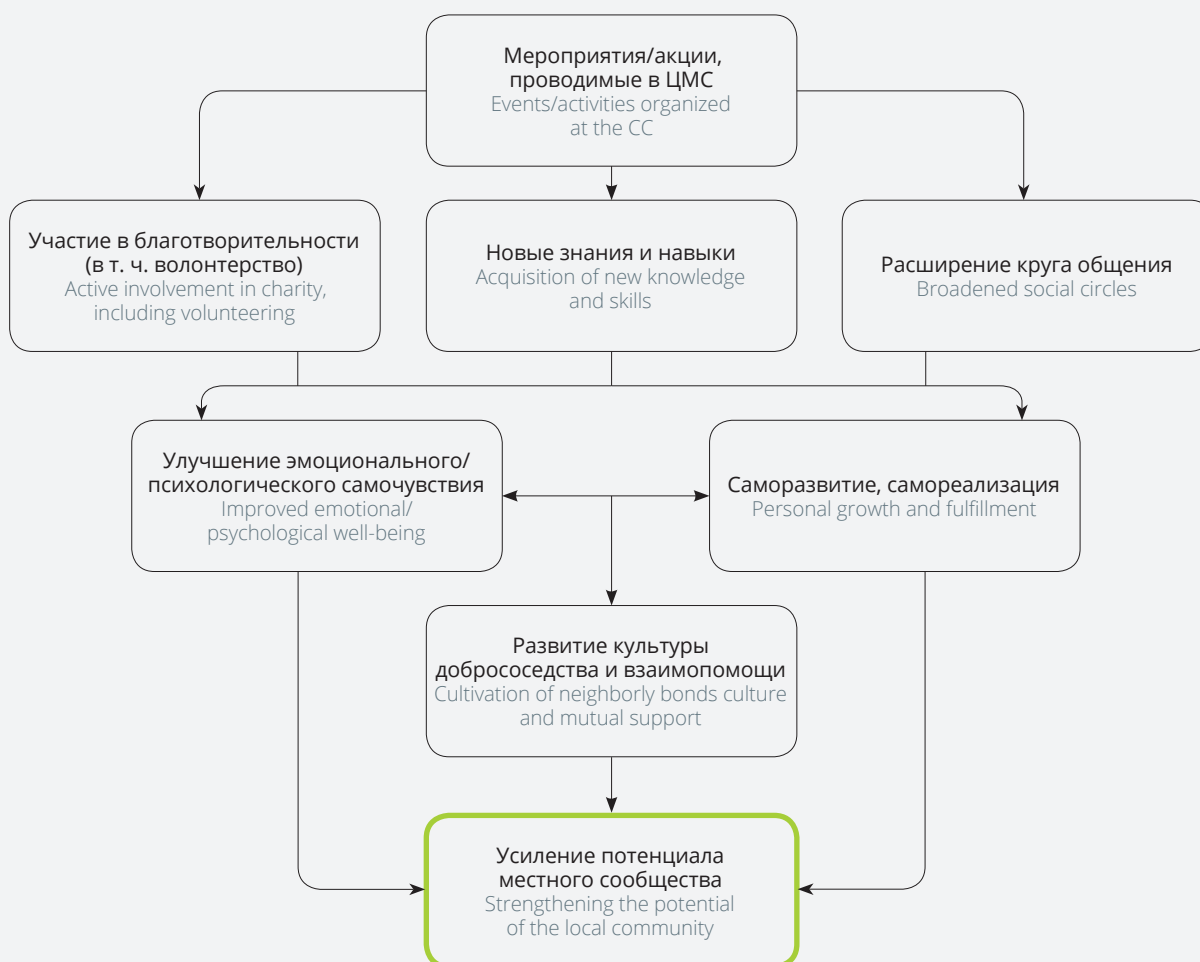 Мероприятия/акции,
проводимые в ЦМС
Events/activities organized
at the CC
Участие в благотворительности
(в т. ч. волонтерство)
Active involvement in charity,
including volunteering
Новые знания и навыки
Acquisition of new knowledge
and skills
Расширение круга общения
Broadened social circles
Улучшение эмоционального/
психологического самочувствия
Improved emotional/
psychological well-being
Саморазвитие, самореализация
Personal growth and fulfillment
Развитие культуры
добрососедства и взаимопомощи
Cultivation of neighborly bonds culture
and mutual support
Усиление потенциала
местного сообщества
Strengthening the potential
of the local community